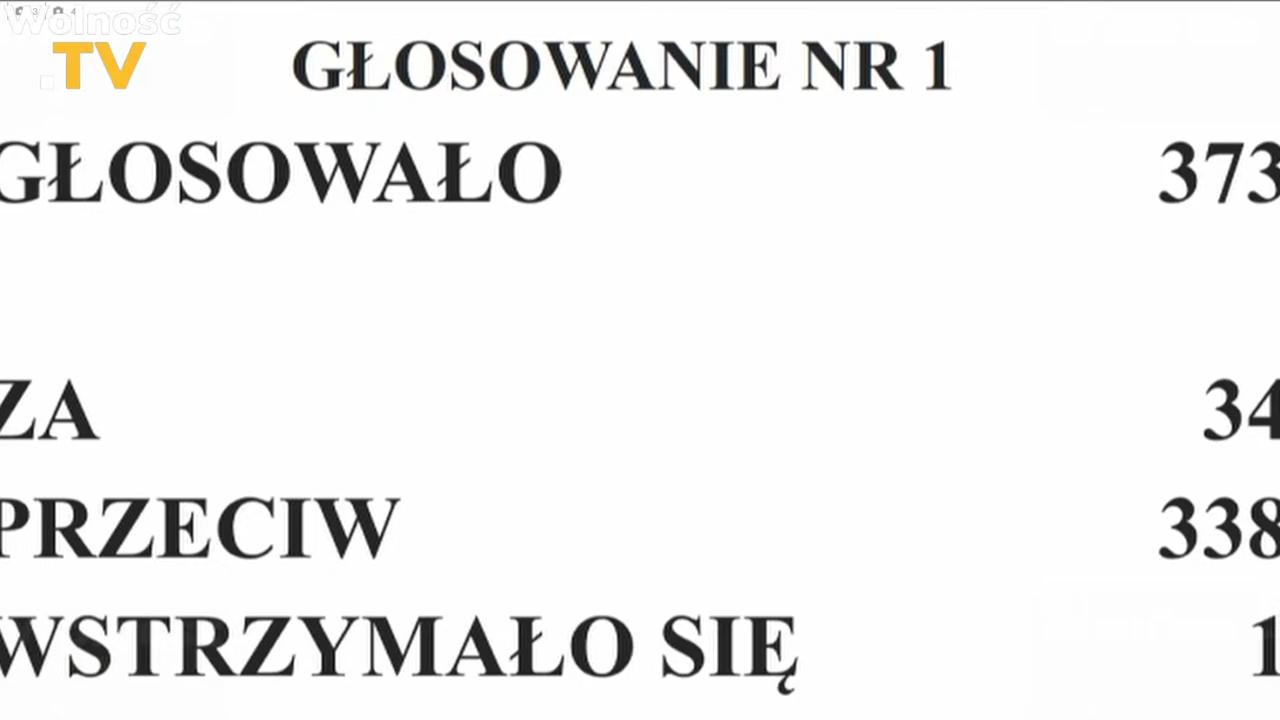 Wolność
TV
GŁOSOWANIE NR 1
GŁOSOWAŁO 373
ZA 34
PRZECIW 338
WSTRZYMAŁO SIĘ 1